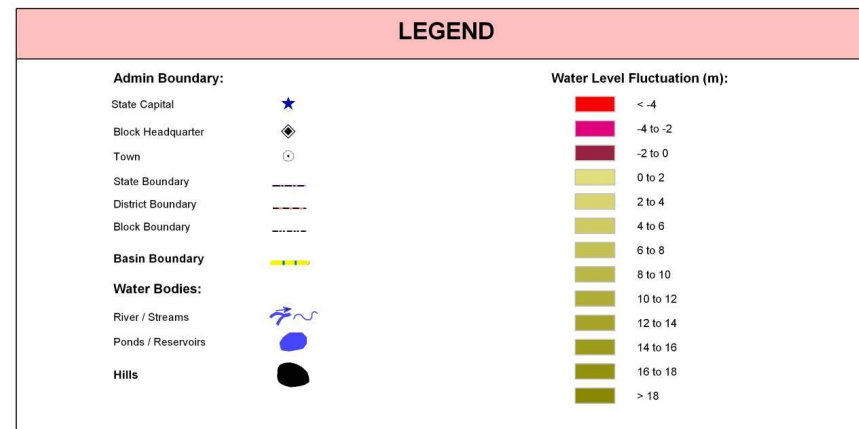 LEGEND
Admin Boundary:
State Capital
Block Headquarter
Town
State Boundary
District Boundary
Block Boundary
Basin Boundary
Water Bodies:
River / Streams
Ponds / Reservoirs
Hills
Water Level Fluctuation (m):
< -4
-4 to -2
-2 to 0
0 to 2
2 to 4
4 to 6
6 to 8
8 to 10
10 to 12
12 to 14
14 to 16
16 to 18
> 18